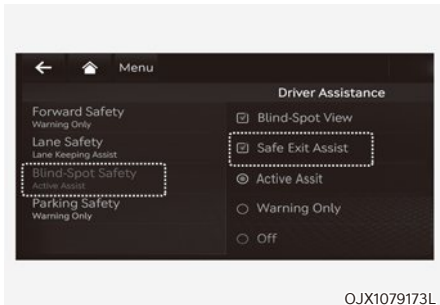 Menu
Driver Assistance
Forward Safety
Warning Only
Lane Safety
Lane Keeping Assist
Blind-Spot Safety
Active Assist
Parking Safety
Warning Only
Blind-Spot View
Safe Exit Assist
Active Assit
Warning Only
Off
OJX1079173L